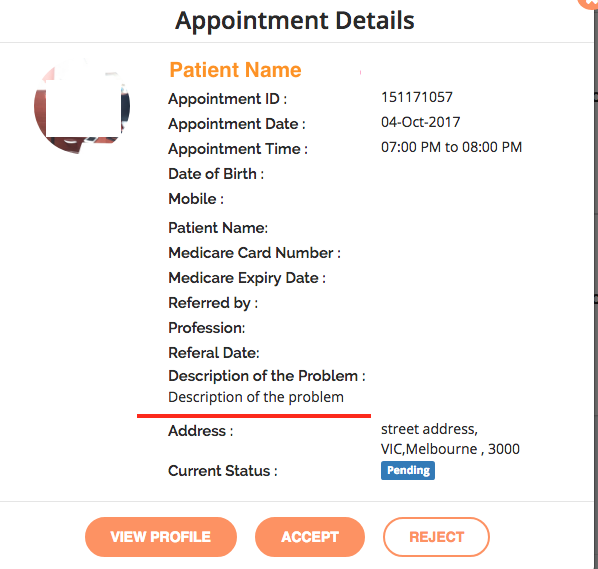 Appointment Details
Patient Name
Appointment ID : 151171057
Appointment Date : 04-Oct-2017
Appointment Time : 07:00 PM to 08:00 PM
Date of Birth :
Mobile :
Patient Name:
Medicare Card Number :
Medicare Expiry Date :
Referred by :
Profession:
Referal Date:
Description of the Problem :
Description of the problem
Address : street address,
VIC,Melbourne , 3000
Current Status : Pending
VIEW PROFILE ACCEPT REJECT